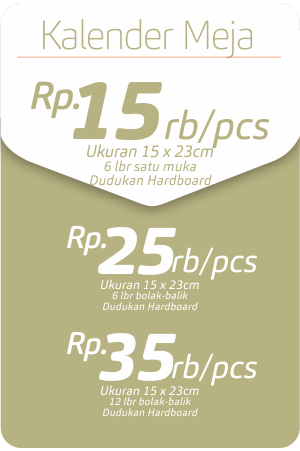 Kalender Meja
Rp.15rb/pcs
Ukuran 15 x 23cm
6 lbr satu muka
Dudukan Hardboard
Rp.25rb/pcs
Ukuran 15 x 23cm
6 lbr bolak-balik
Dudukan Hardboard
Rp.35rb/pcs
Ukuran 15 x 23cm
12 lbr bolak-balik
Dudukan Hardboard